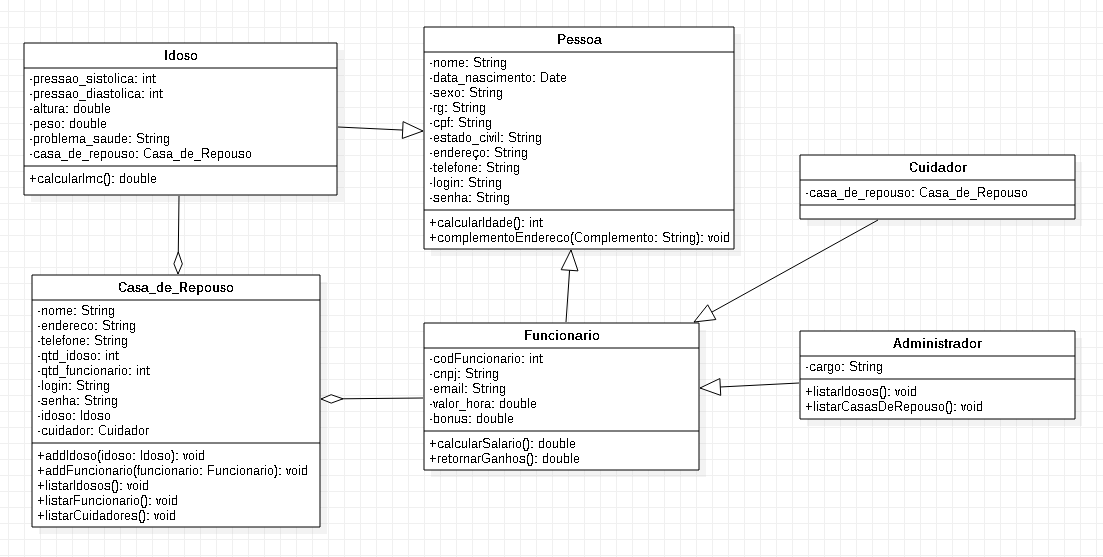 Idoso
-pressao_sistolica: int
-pressao_diastolica: int
-altura: double
-peso: double
-problema_saude: String
-casa_de_repouso: Casa_de_Repouso
+calcularImc(): double
Pessoa
-nome: String
-data_nascimento: Date
-sexo: String
-rg: String
-cpf: String
-estado_civil: String
-endereço: String
-telefone: String
-login: String
-senha: String
+calcularIdade(): int
+complementoEndereco(Complemento: String): void
Cuidador
-casa_de_repouso: Casa_de_Repouso
Casa_de_Repouso
-nome: String
-endereco: String
-telefone: String
-qtd_idoso: int
-qtd_funcionario: int
-login: String
-senha: String
-idoso: Idoso
-cuidador: Cuidador
+addIdoso(idoso: Idoso): void
+addFuncionario(funcionario: Funcionario): void
+listarIdosos(): void
+listarFuncionario(): void
+listarCuidadores(): void
Funcionario
-codFuncionario: int
-cnpj: String
-email: String
-valor_hora: double
-bonus: double
+calcularSalario(): double
+retornarGanhos(): double
Administrador
-cargo: String
+listarIdosos(): void
+listarCasasDeRepouso(): void